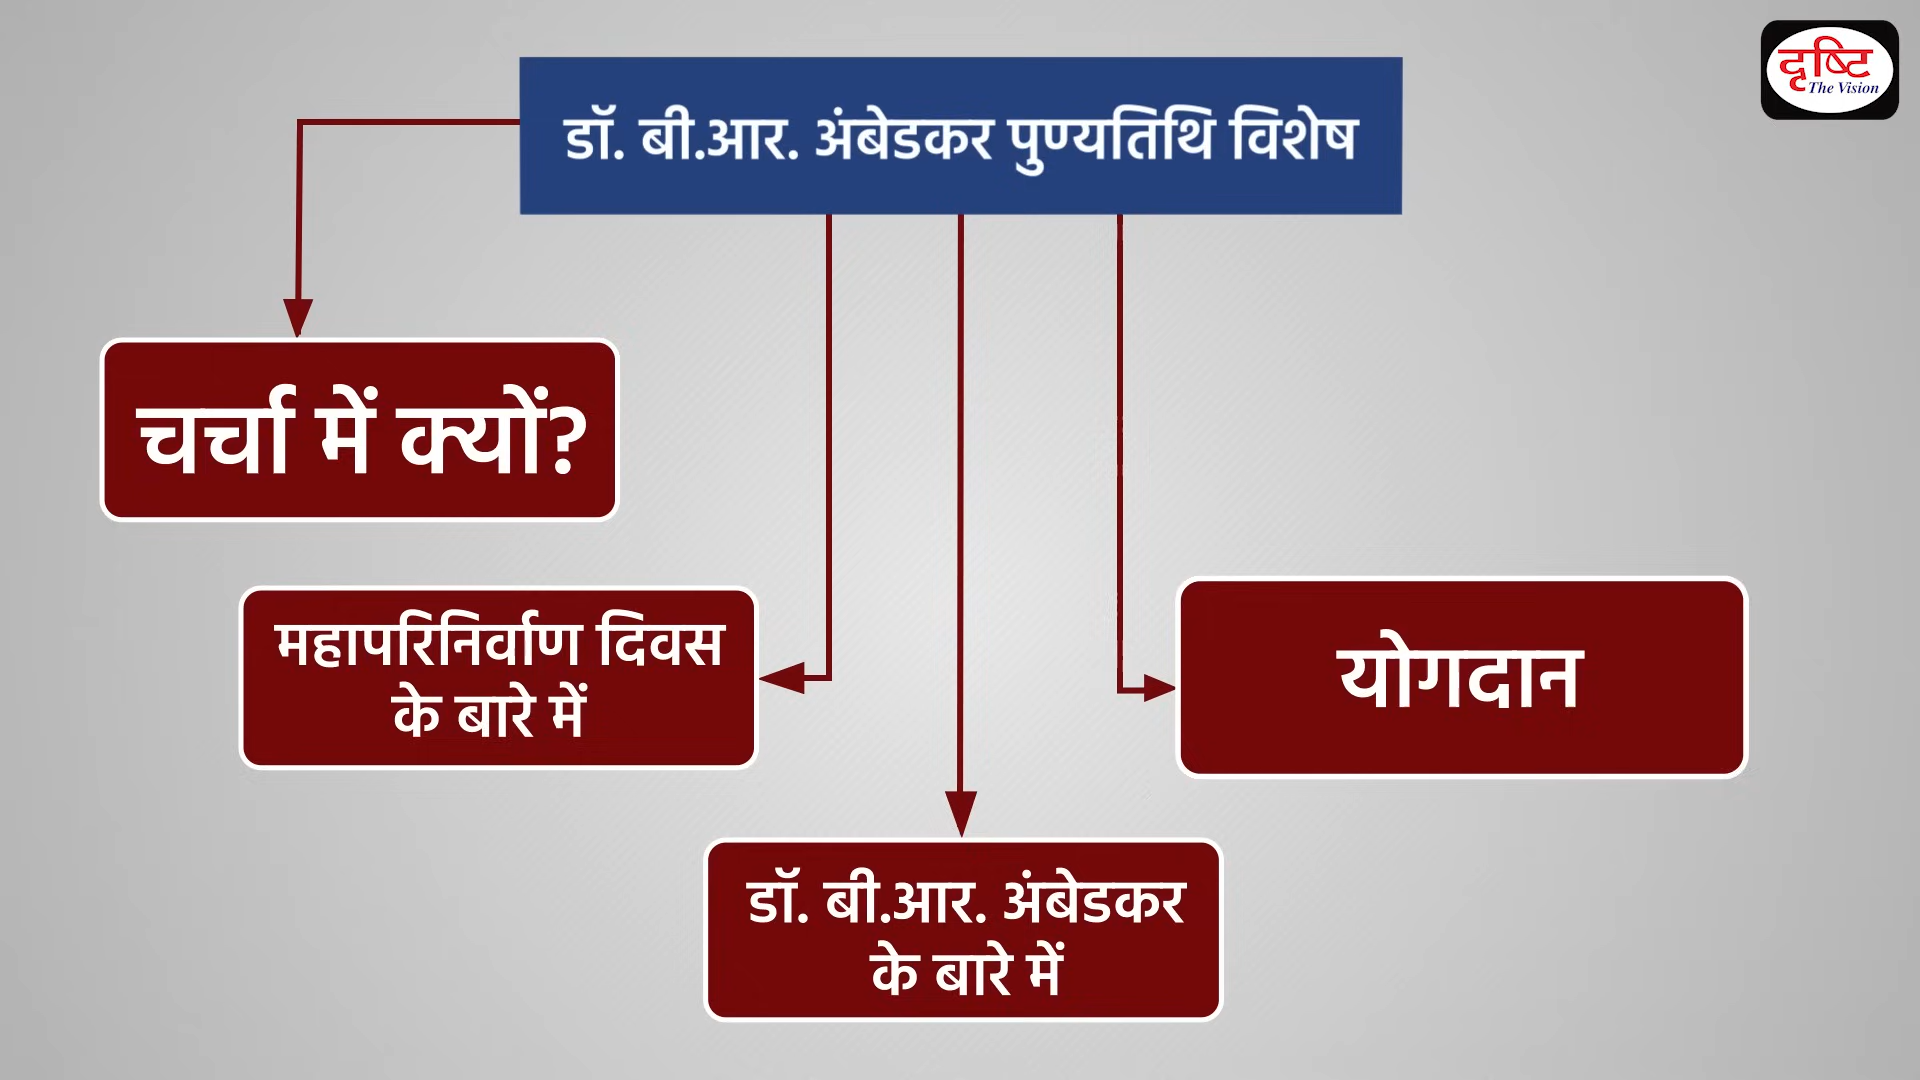 डॉ. बी.आर. अंबेडकर पुण्यतिथि विशेष
दृष्टि
The Vision
चर्चा में क्यों?
महापरिनिर्वाण दिवस
के बारे में
योगदान
डॉ. बी.आर. अंबेडकर
के बारे में